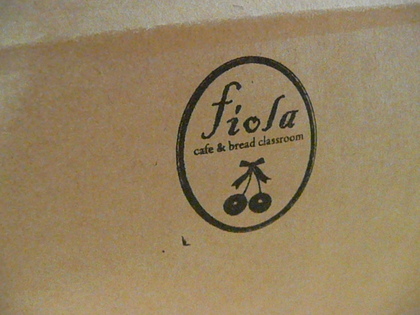 fiola
cafe & bread classroom